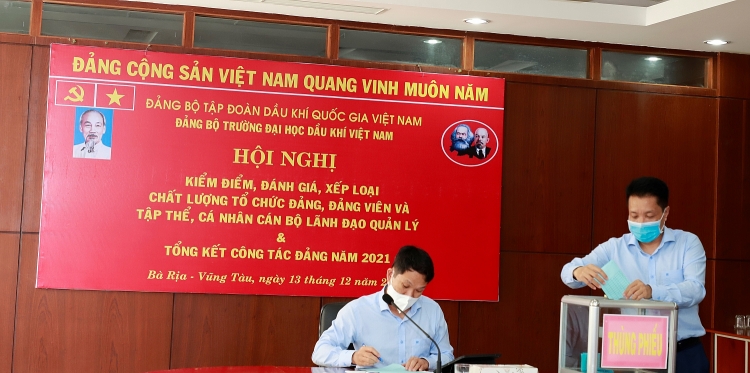 ĐẢNG CỘNG SẢN VIỆT NAM QUANG VINH MUÔN NĂM
ĐẢNG BỘ TẬP ĐOÀN DẦU KHÍ QUỐC GIA VIỆT NAM
ĐẢNG BỘ TRƯỜNG ĐẠI HỌC DẦU KHÍ VIỆT NAM
HỘI NGHỊ
KIỂM ĐIỂM, ĐÁNH GIÁ, XẾP LOẠI
CHẤT LƯỢNG TỔ CHỨC ĐẢNG, ĐẢNG VIÊN VÀ
TẬP THỂ, CÁ NHÂN CÁN BỘ LÃNH ĐẠO QUẢN LÝ
&
TỔNG KẾT CÔNG TÁC ĐẢNG NĂM 2021
Bà Rịa - Vũng Tàu, ngày 13 tháng 12 năm
THÙNG PHIẾU